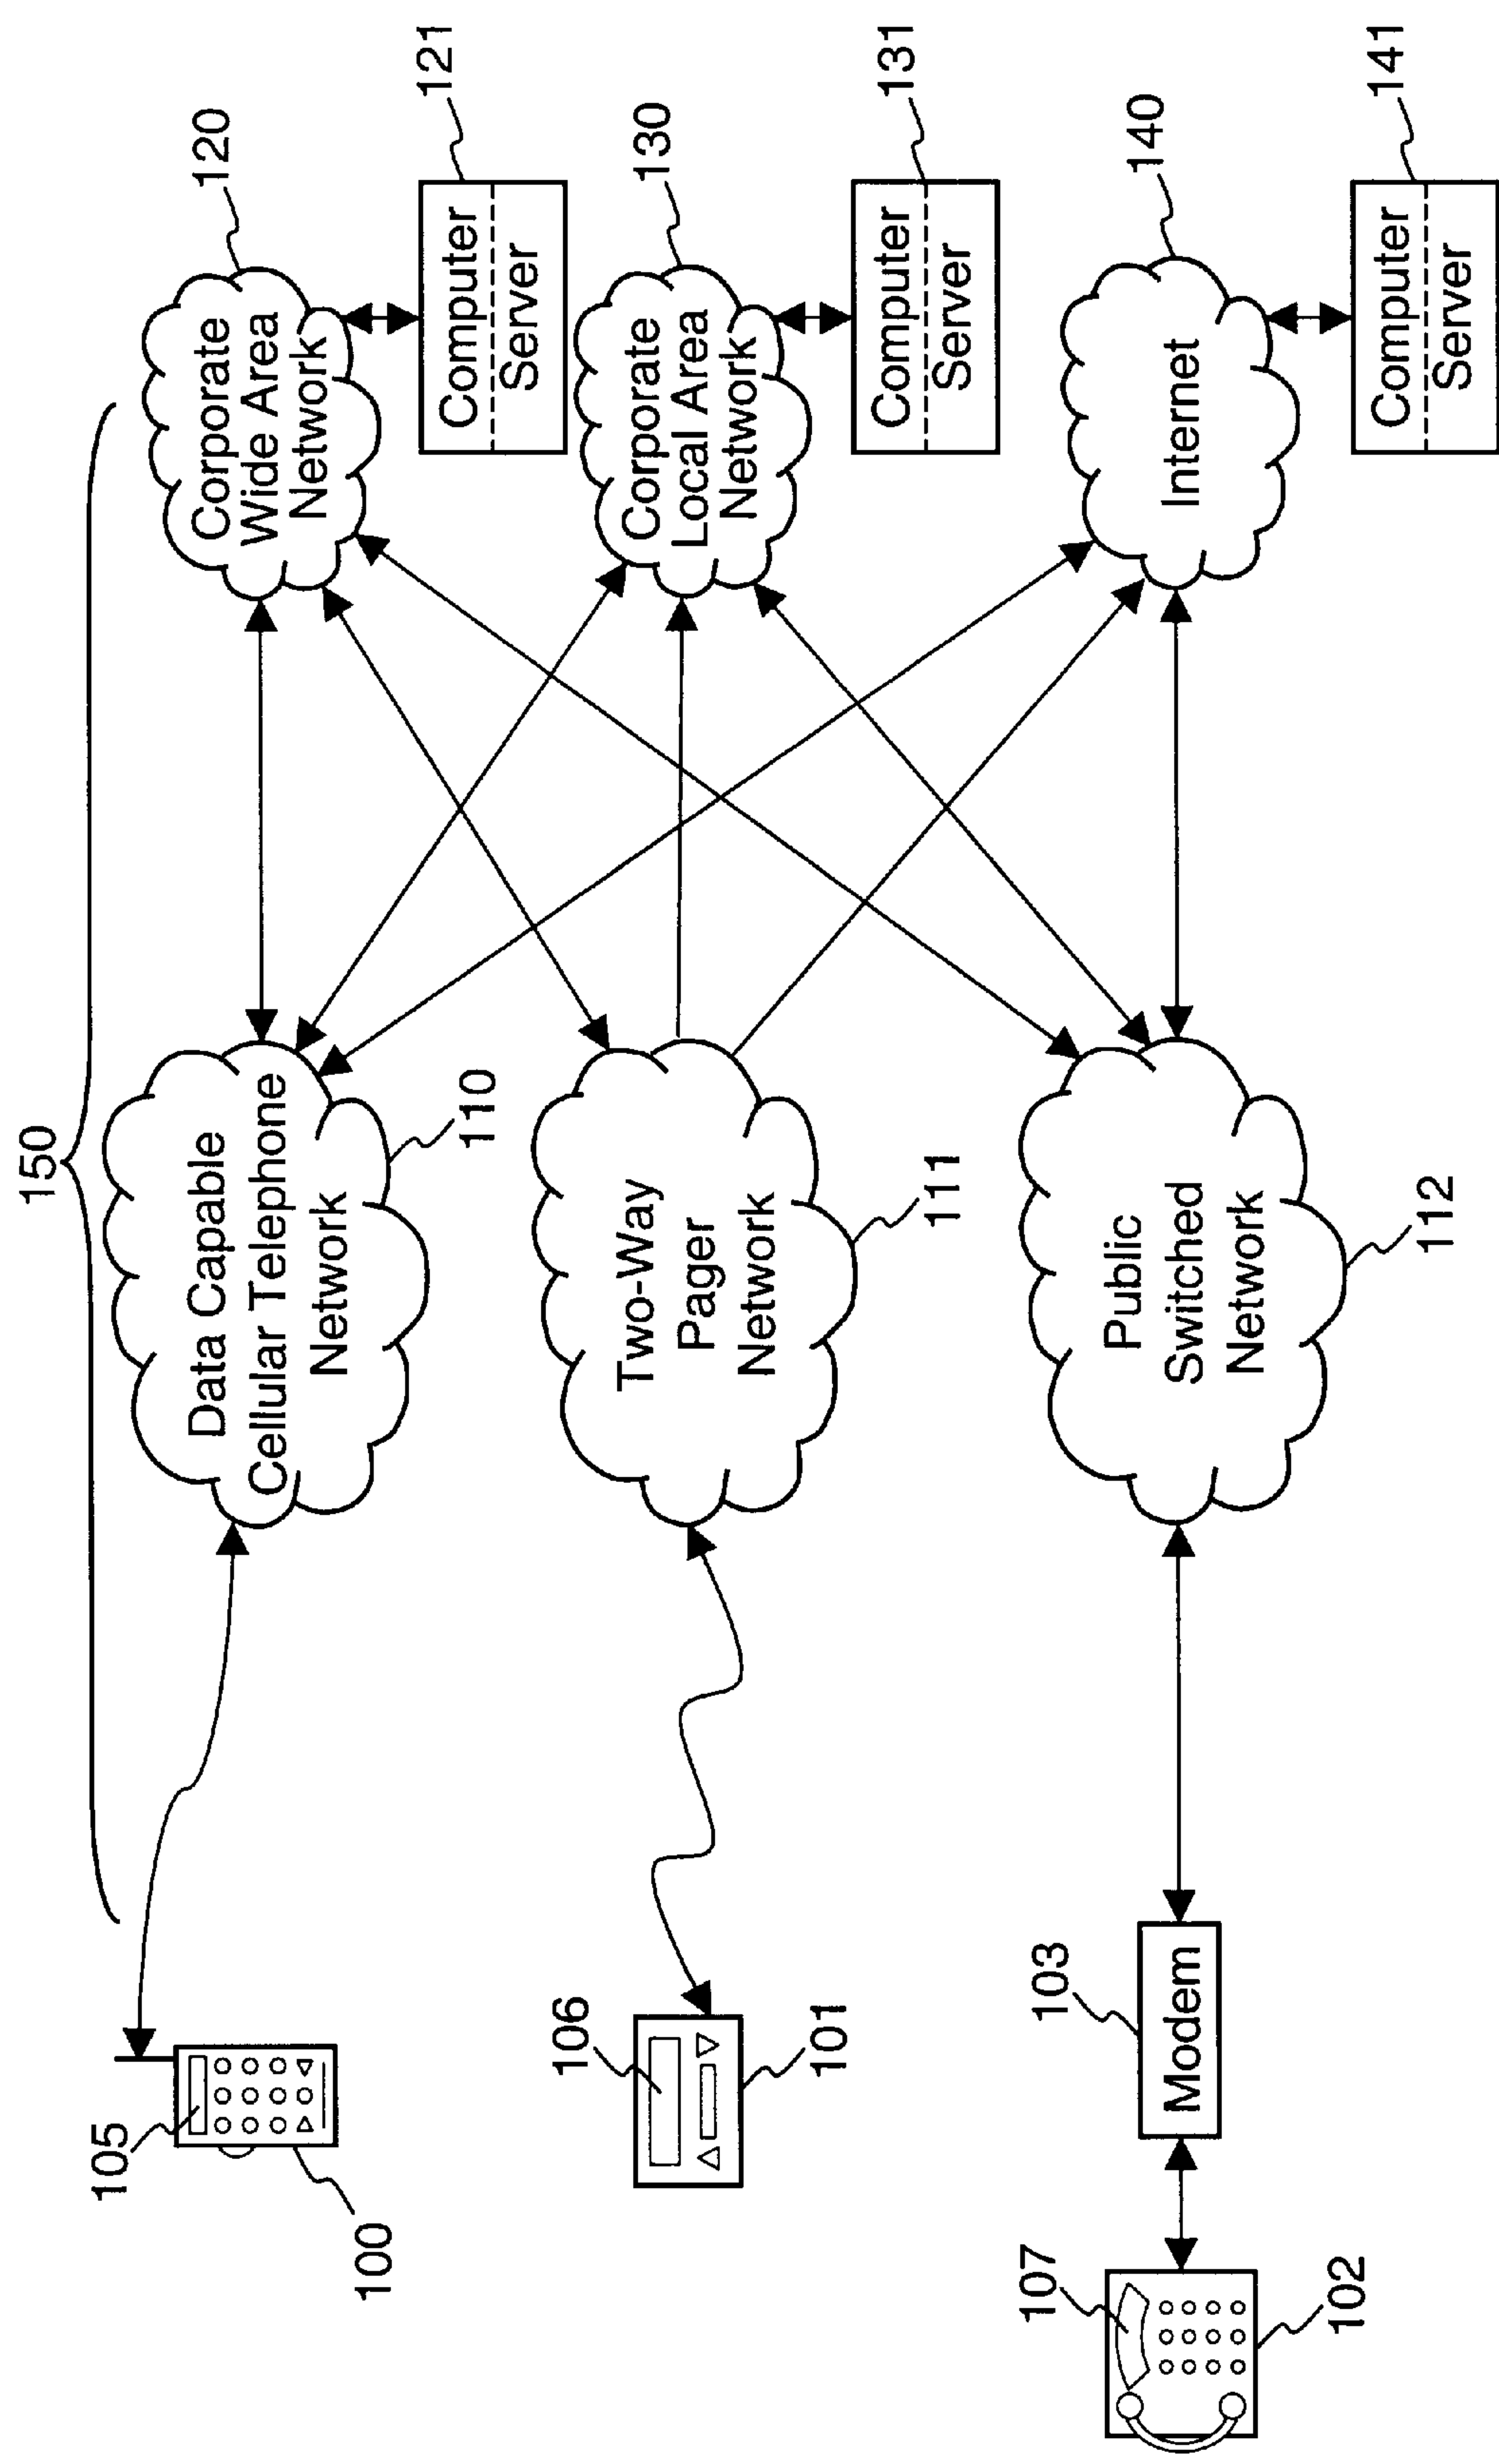 150
105
100
Data Capable
Cellular Telephone
Network
110
Corporate
Wide Area
Network
120
Computer
Server
121
106
101
Two-Way
Pager
Network
111
Corporate
Local Area
Network
130
Computer
Server
131
107
102
103
Modem
Public
Switched
Network
112
Internet
140
Computer
Server
141